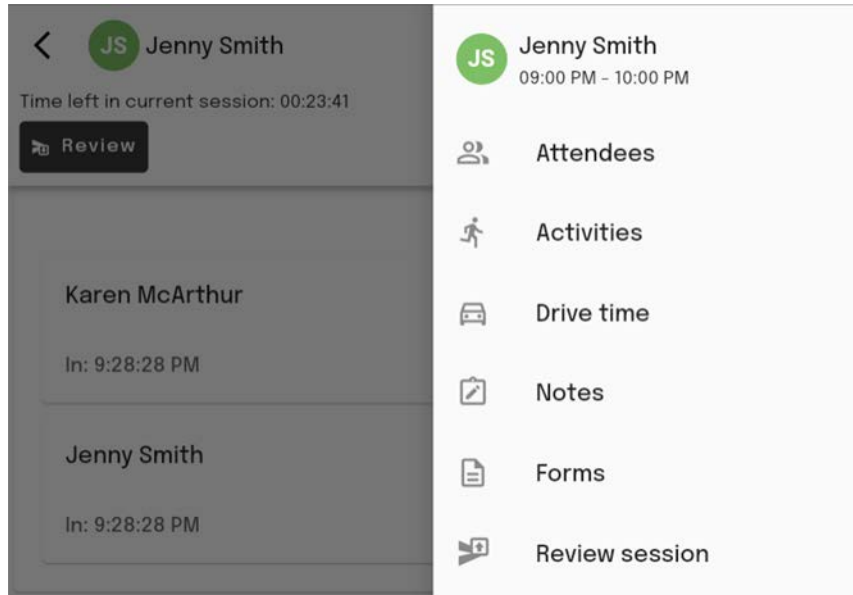 JS Jenny Smith
Time left in current session: 00:23:41
Review
Karen McArthur
In: 9:28:28 PM
Jenny Smith
In: 9:28:28 PM
JS Jenny Smith
09:00 PM - 10:00 PM
Attendees
Activities
Drive time
Notes
Forms
Review session